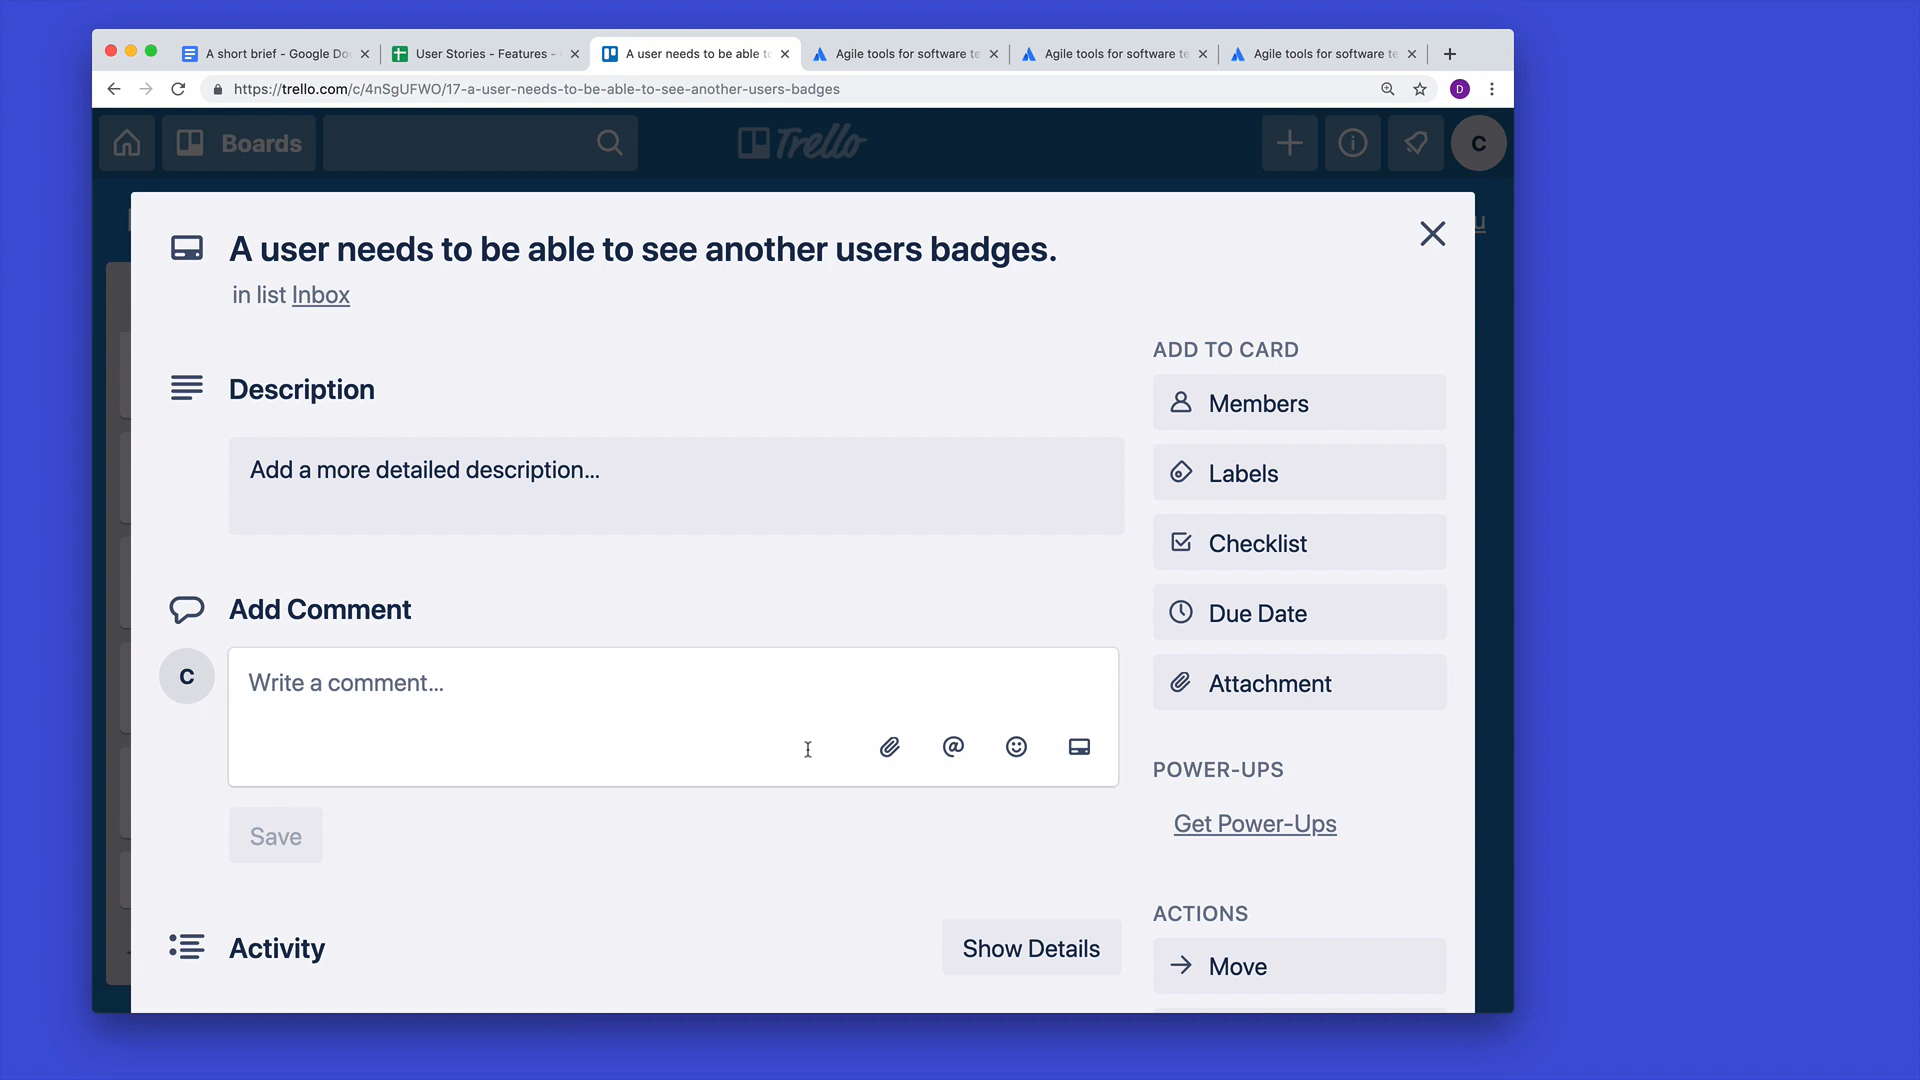 A short brief - Google Do
User Stories - Features -
A user needs to be able to
Agile tools for software te
Agile tools for software te
Agile tools for software te
https://trello.com/c/4nSgUFWO/17-a-user-needs-to-be-able-to-see-another-users-badges
D
Boards
Trello
C
A user needs to be able to see another users badges.
in list Inbox
ADD TO CARD
Members
Description
Add a more detailed description...
Labels
Checklist
Add Comment
Due Date
C
Write a comment...
Attachment
@
POWER-UPS
Save
Get Power-Ups
ACTIONS
Activity
Show Details
Move